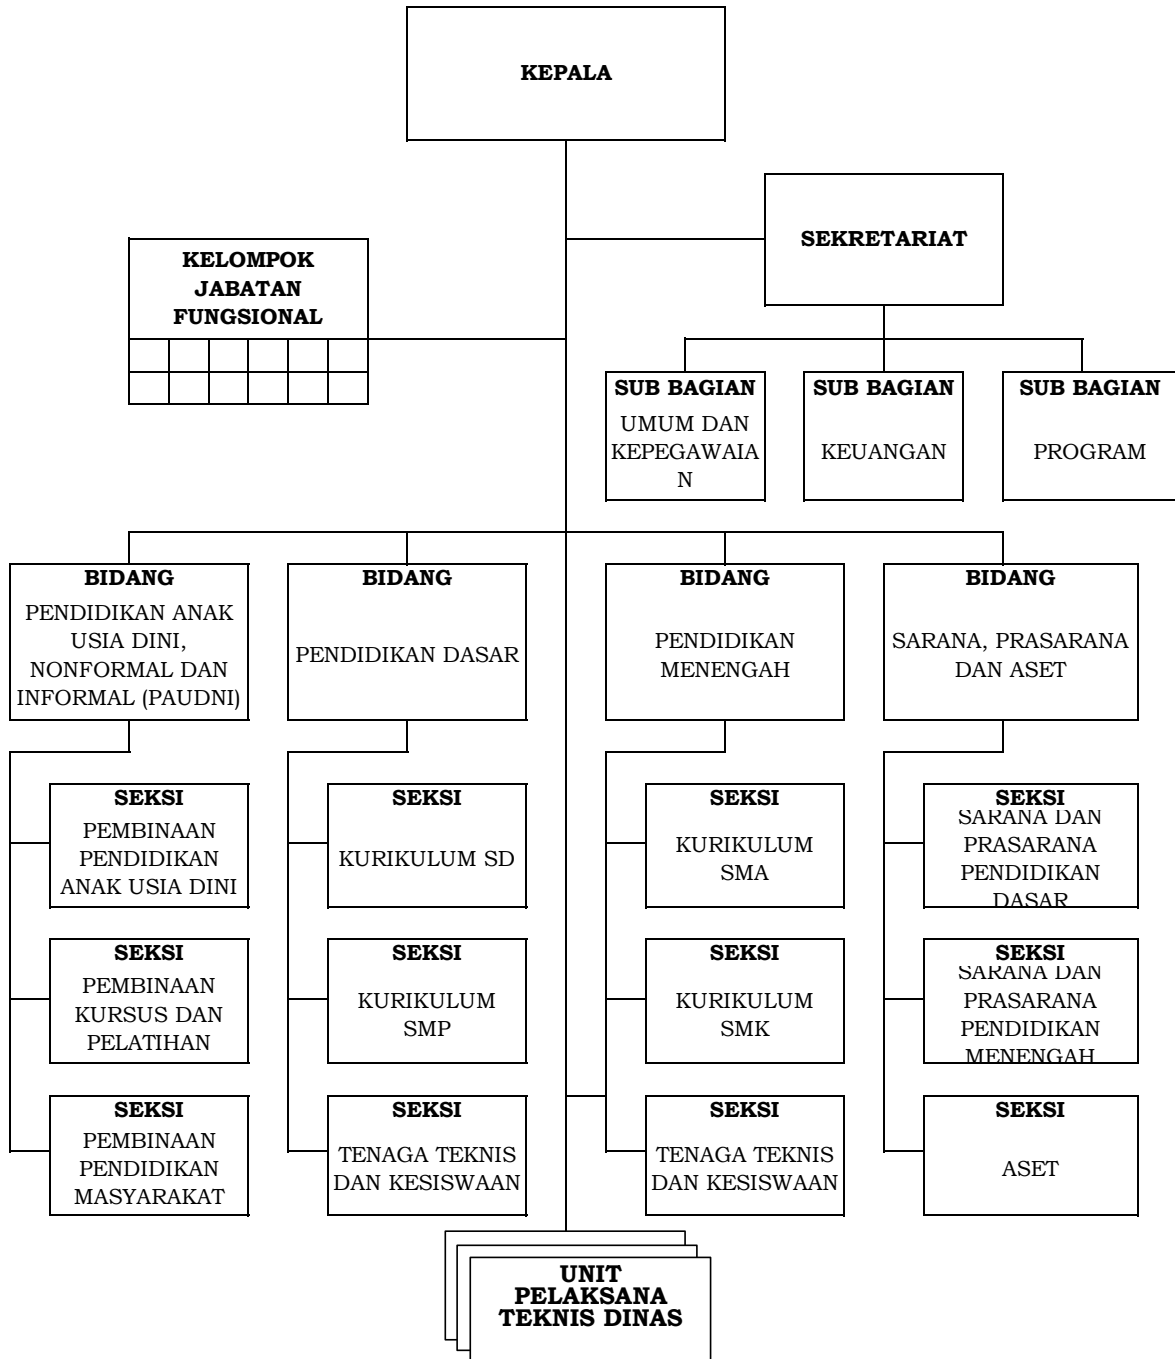 KEPALA
SEKRETARIAT
KELOMPOK
JABATAN
FUNGSIONAL
SUB BAGIAN
UMUM DAN
KEPEGAWAIA
N
SUB BAGIAN
KEUANGAN
SUB BAGIAN
PROGRAM
BIDANG
PENDIDIKAN ANAK
USIA DINI,
NONFORMAL DAN
INFORMAL (PAUDNI)
BIDANG
PENDIDIKAN DASAR
BIDANG
PENDIDIKAN
MENENGAH
BIDANG
SARANA, PRASARANA
DAN ASET
SEKSI
PEMBINAAN
PENDIDIKAN
ANAK USIA DINI
SEKSI
KURIKULUM SD
SEKSI
KURIKULUM
SMA
SEKSI
SARANA DAN
PRASARANA
PENDIDIKAN
DASAR
SEKSI
PEMBINAAN
KURSUS DAN
PELATIHAN
SEKSI
KURIKULUM
SMP
SEKSI
KURIKULUM
SMK
SEKSI
SARANA DAN
PRASARANA
PENDIDIKAN
MENENGAH
SEKSI
PEMBINAAN
PENDIDIKAN
MASYARAKAT
SEKSI
TENAGA TEKNIS
DAN KESISWAAN
SEKSI
TENAGA TEKNIS
DAN KESISWAAN
SEKSI
ASET
UNIT
PELAKSANA
TEKNIS DINAS